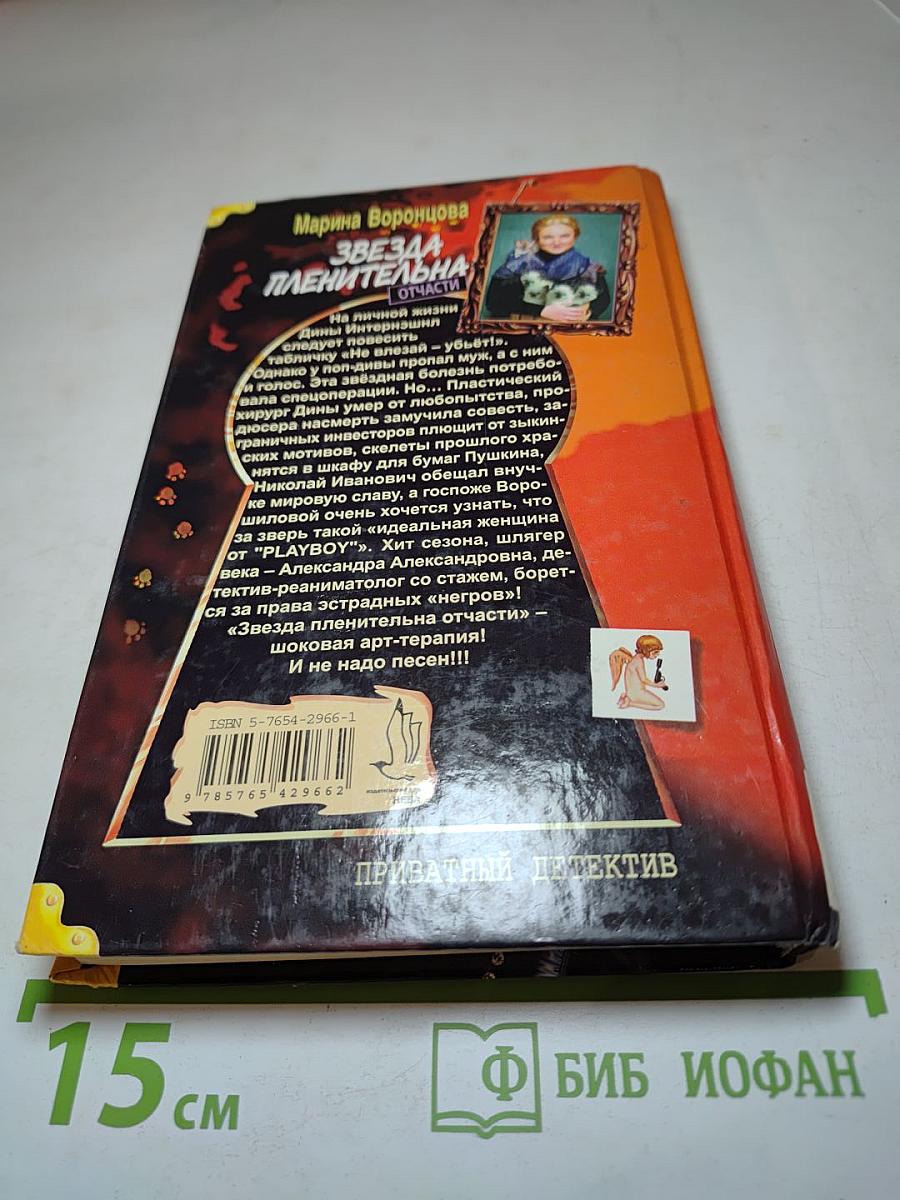 Марина Воронцова
ЗВЕЗДА
ПЛЕНИТЕЛЬНА
ОТЧАСТИ
На личной жизни
Дины Интернэшнл
следует повесить
табличку «Не влезай – убьёт!».
Однако у поп-дивы пропал муж, а с ним
и голос. Эта звёздная болезнь потребо-
вала спецоперации. Но... Пластический
хирург Дины умер от любопытства, про-
дюсера насмерть замучила совесть, за-
граничных инвесторов плющит от зыкин-
ских мотивов, скелеты прошлого хра-
нятся в шкафу для бумаг Пушкина,
Николай Иванович обещал внуч-
ке мировую славу, а госпоже Воро-
шиловой очень хочется узнать, что
за зверь такой «идеальная женщина
от "PLAYBOY"». Хит сезона, шлягер
века – Александра Александровна, де-
тектив-реаниматолог со стажем, борет-
ся за права эстрадных «негров»!
«Звезда пленительна отчасти» –
шоковая арт-терапия!
И не надо песен!!!
ISBN 5-7654-2966-1
9 785765 429662
издательский дом
НЕВА
ПРИВАТНЫЙ ДЕТЕКТИВ
15 см
Ф БИБ ИОФАН